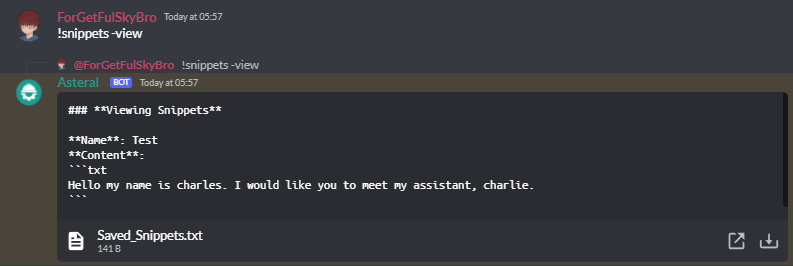 ForGetFulSkyBro Today at 05:57
!snippets -view
@ForGetFulSkyBro !snippets -view
Asteral BOT Today at 05:57
### **Viewing Snippets**
**Name**: Test
**Content**:
```txt
Hello my name is charles. I would like you to meet my assistant, charlie.
```
Saved_Snippets.txt
141 B